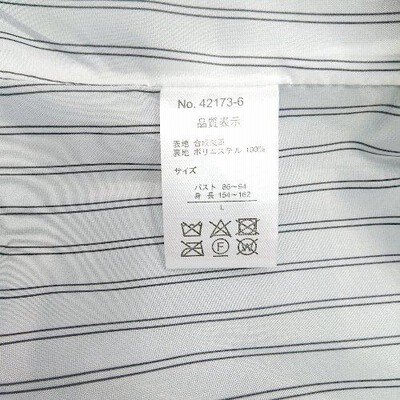 No. 42173-6
品質表示
表地 合成皮革
裏地 ポリエステル 100%
サイズ
バスト 86~94
身長 154~162
L
F
W